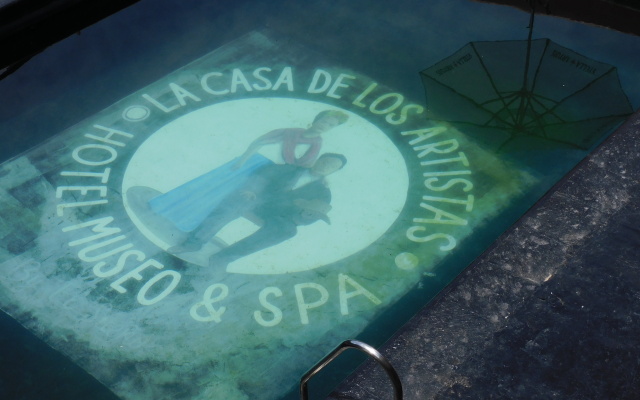 LA CASA DE LOS ARTISTAS
HOTEL MUSEO & SPA